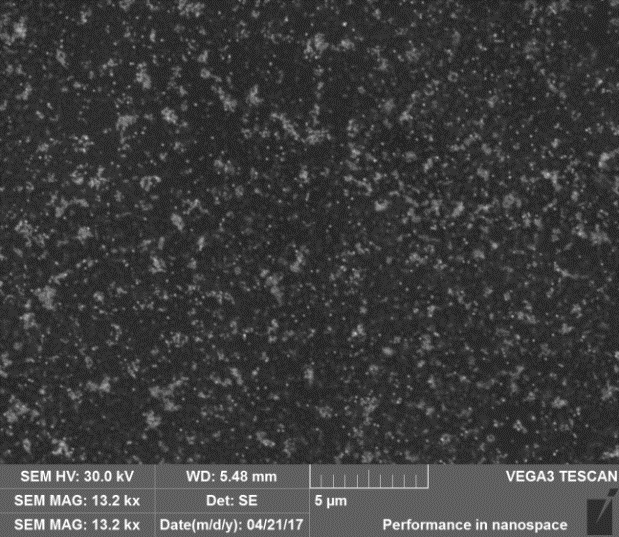 SEM HV: 30.0 kV
WD: 5.48 mm
VEGA3 TESCAN
SEM MAG: 13.2 kx
Det: SE
5 µm
SEM MAG: 13.2 kx
Date(m/d/y): 04/21/17
Performance in nanospace